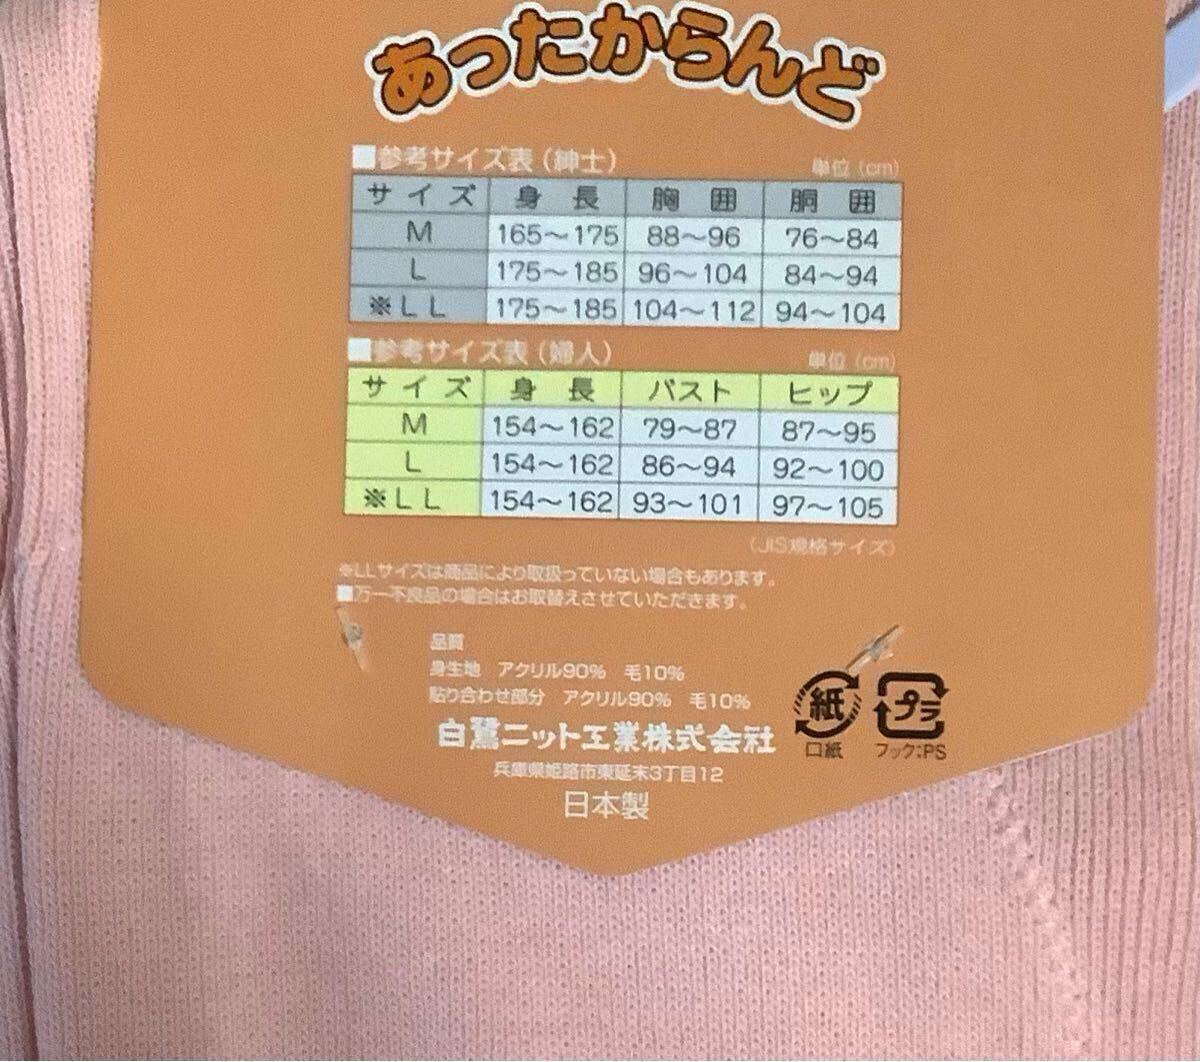 あったからんど
■参考サイズ表(紳士) 単位(cm)
サイズ 身長 胸囲 胴囲
M 165〜175 88〜96 76〜84
L 175〜185 96〜104 84〜94
※LL 175〜185 104〜112 94〜104
■参考サイズ表(婦人) 単位(cm)
サイズ 身長 バスト ヒップ
M 154〜162 79〜87 87〜95
L 154〜162 86〜94 92〜100
※LL 154〜162 93〜101 97〜105
(JIS規格サイズ)
※LLサイズは商品により取扱っていない場合もあります。
■万一不良品の場合はお取替えさせていただきます。
品質
身生地 アクリル90% 毛10%
貼り合わせ部分 アクリル90% 毛10%
白鷺ニット工業株式会社
兵庫県姫路市東延末3丁目12
日本製
紙
口紙
プラ
フック:PS